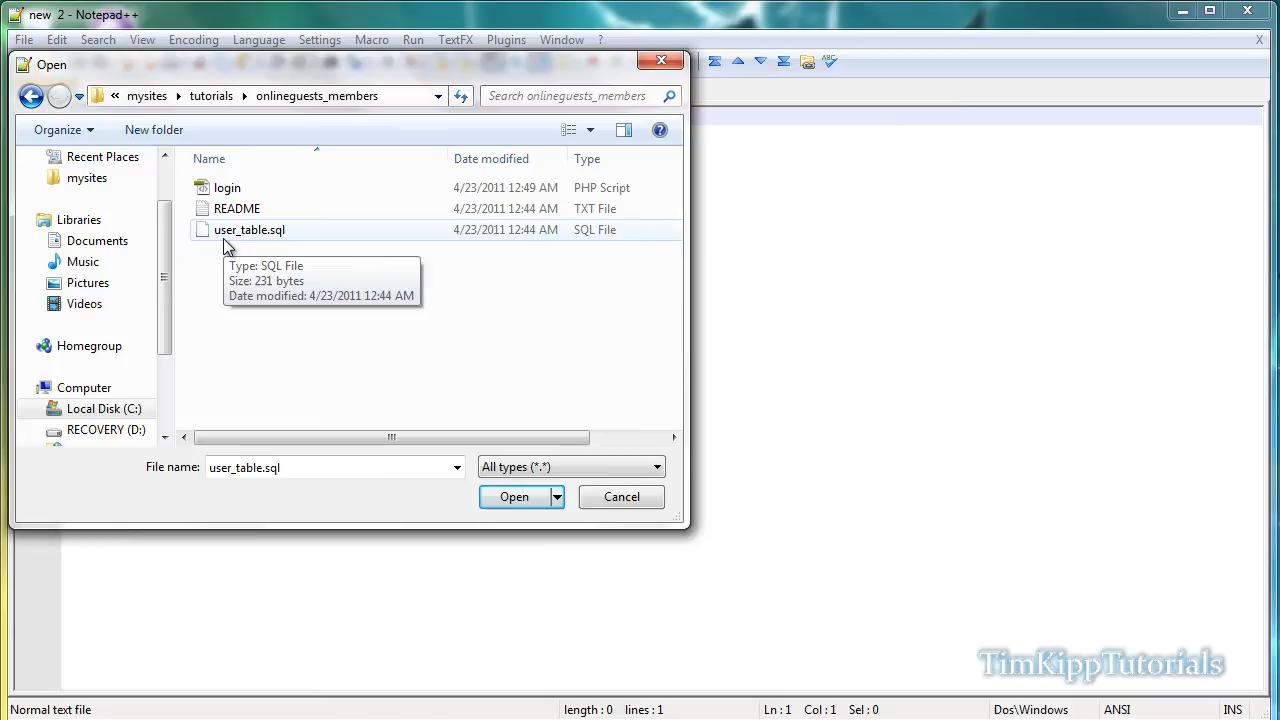 new  2 - Notepad++
File Edit Search View Encoding Language Settings Macro Run TextFX Plugins Window ? X
Open
« mysites tutorials onlineguests_members Search onlineguests_members
Organize New folder
Name Date modified Type
Recent Places
mysites
Libraries
Documents
Music
Pictures
Videos
Homegroup
Computer
Local Disk (C:)
RECOVERY (D:)
login 4/23/2011 12:49 AM PHP Script
README 4/23/2011 12:44 AM TXT File
user_table.sql 4/23/2011 12:44 AM SQL File
Type: SQL File
Size: 231 bytes
Date modified: 4/23/2011 12:44 AM
File name: user_table.sql All types (*.*)
Open Cancel
TimKippTutorials
Normal text file length : 0 lines : 1 Ln : 1 Col : 1 Sel : 0 Dos\Windows ANSI INS